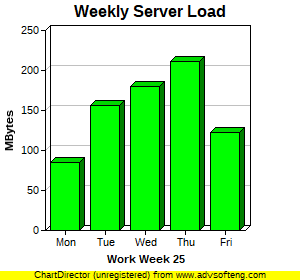 Weekly Server Load
MBytes
250
200
150
100
50
0
Mon Tue Wed Thu Fri
Work Week 25
ChartDirector (unregistered) from www.advsofteng.com